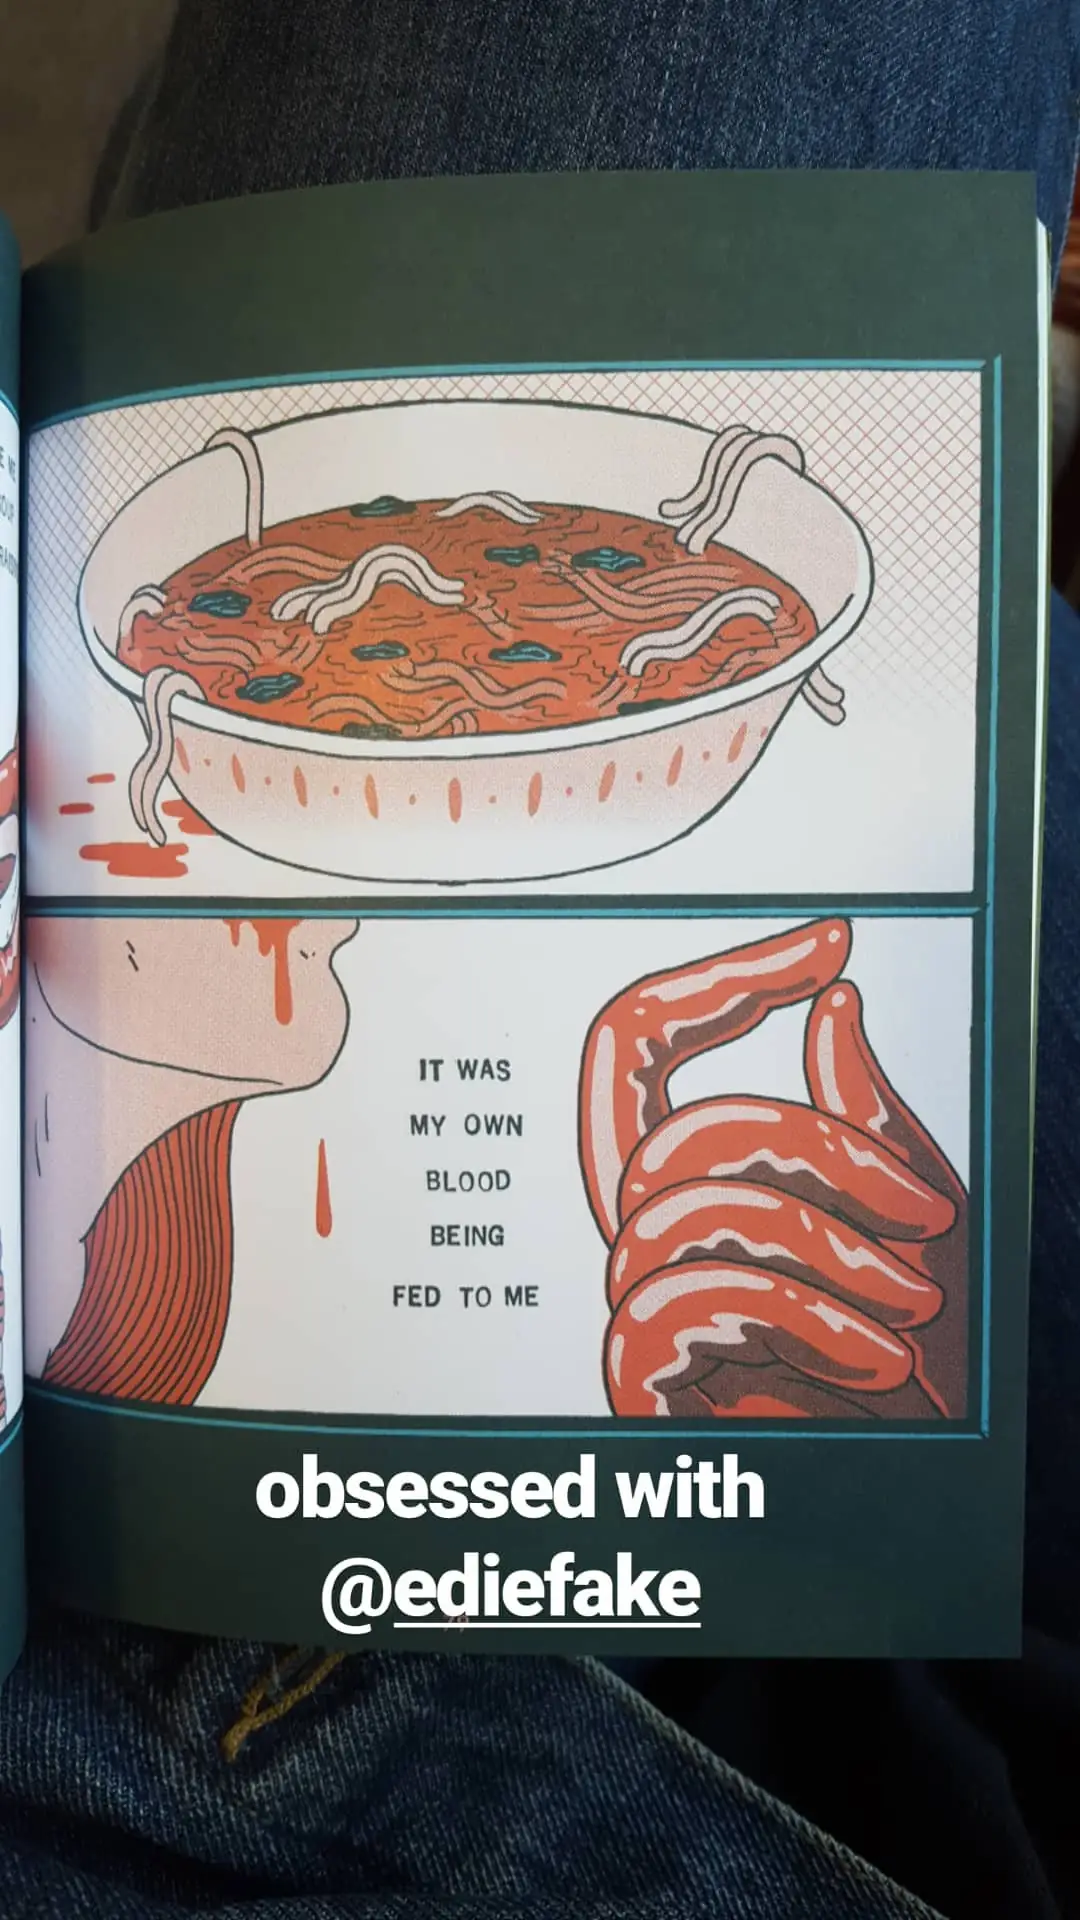 IT WAS
MY OWN
BLOOD
BEING
FED TO ME
obsessed with
@ediefake